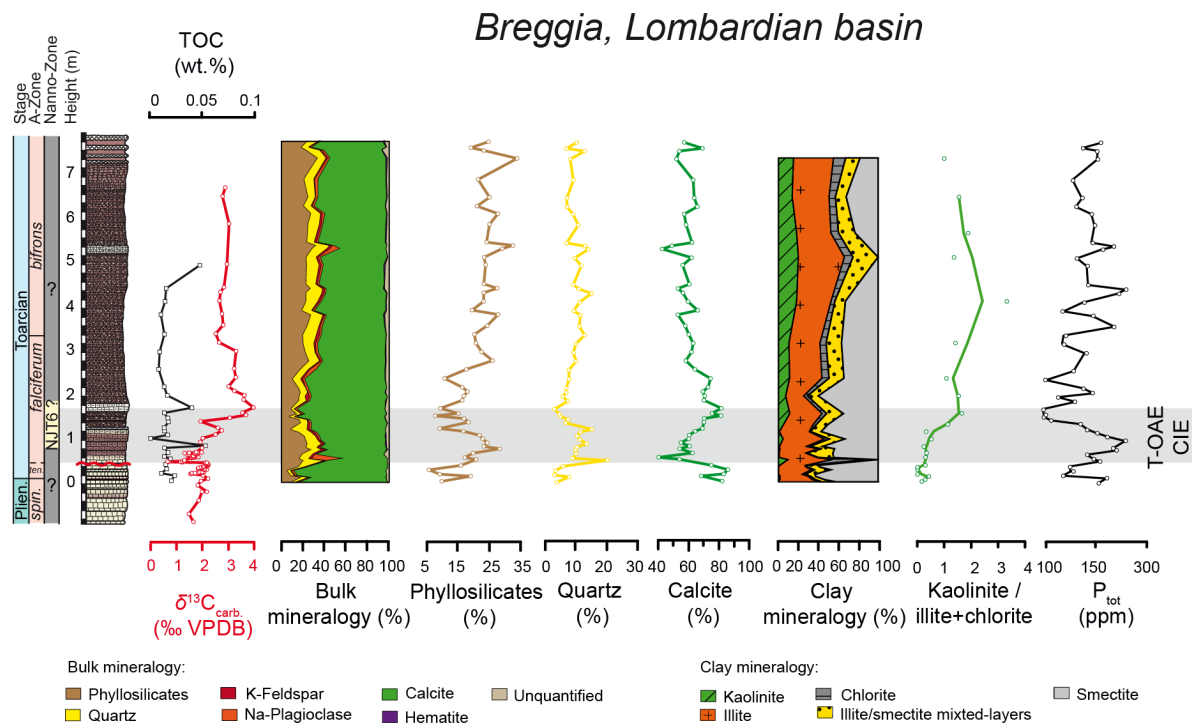 Breggia, Lombardian basin
Stage
A-Zone
Nanno-Zone
Height (m)
TOC
(wt.%)
0 0.05 0.1
Toarcian
Plien.
bifrons
falciferum
ten.
spin.
?
NJT6 ?
?
7
6
5
4
3
2
1
0
T-OAE
CIE
0 1 2 3 4
δ¹³C carb.
(‰ VPDB)
0 20 40 60 80 100
Bulk
mineralogy (%)
5 15 25 35
Phyllosilicates
(%)
0 10 20 30
Quartz
(%)
40 60 80 100
Calcite
(%)
0 20 40 60 80 100
Clay
mineralogy (%)
0 1 2 3 4
Kaolinite /
illite+chlorite
100 150 300
P tot
(ppm)
Bulk mineralogy:
Phyllosilicates
Quartz
K-Feldspar
Na-Plagioclase
Calcite
Hematite
Unquantified
Clay mineralogy:
Kaolinite
Illite
Chlorite
Illite/smectite mixed-layers
Smectite